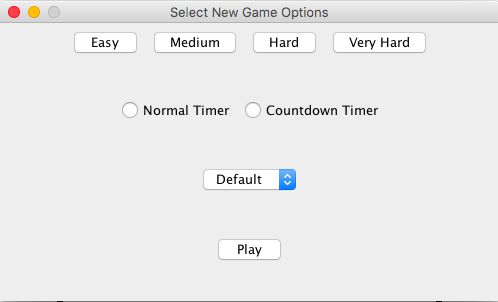 Select New Game Options
Easy Medium Hard Very Hard
Normal Timer Countdown Timer
Default
Play